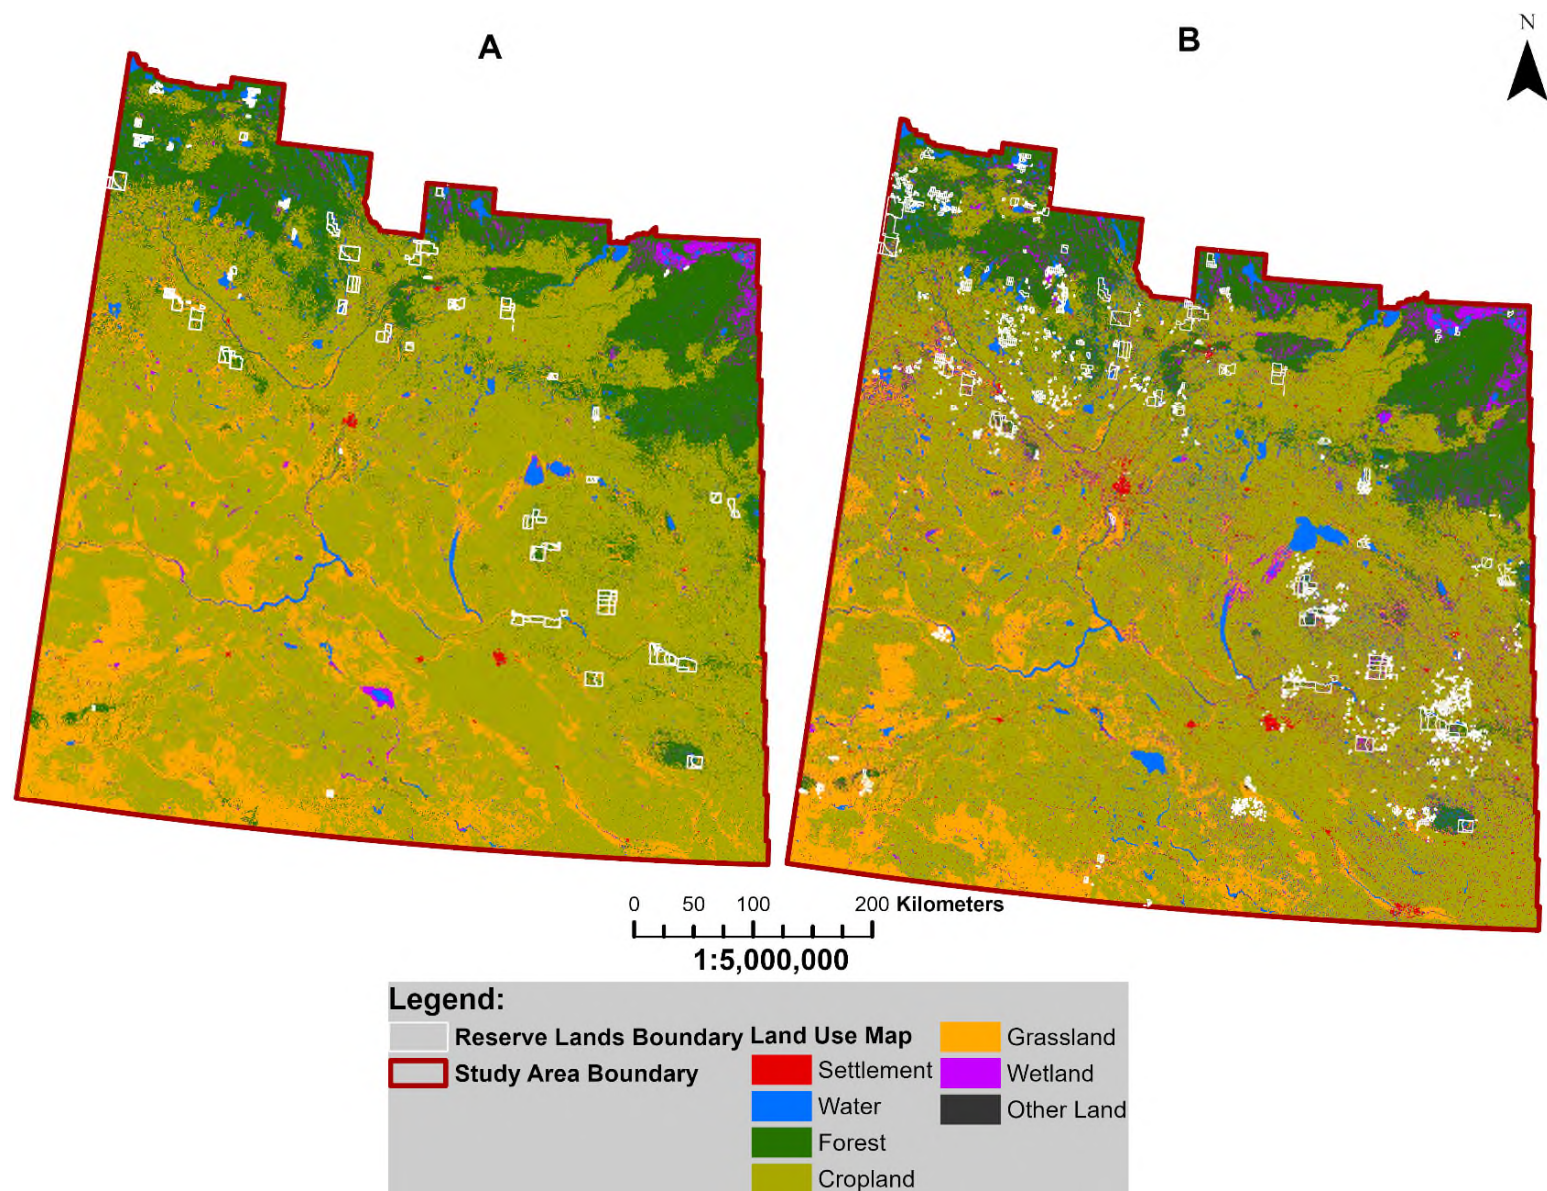 A
B
N
0 50 100 200 Kilometers
1:5,000,000
Legend:
Reserve Lands Boundary
Study Area Boundary
Land Use Map
Settlement
Water
Forest
Cropland
Grassland
Wetland
Other Land